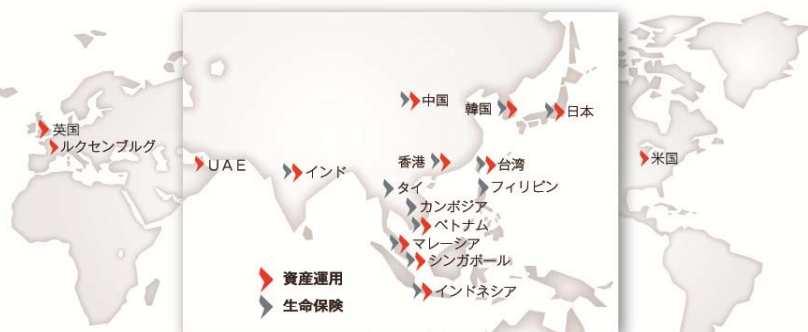 中国
韓国
日本
英国
ルクセンブルグ
UAE
インド
香港
台湾
米国
タイ
フィリピン
カンボジア
ベトナム
マレーシア
シンガポール
インドネシア
資産運用
生命保険